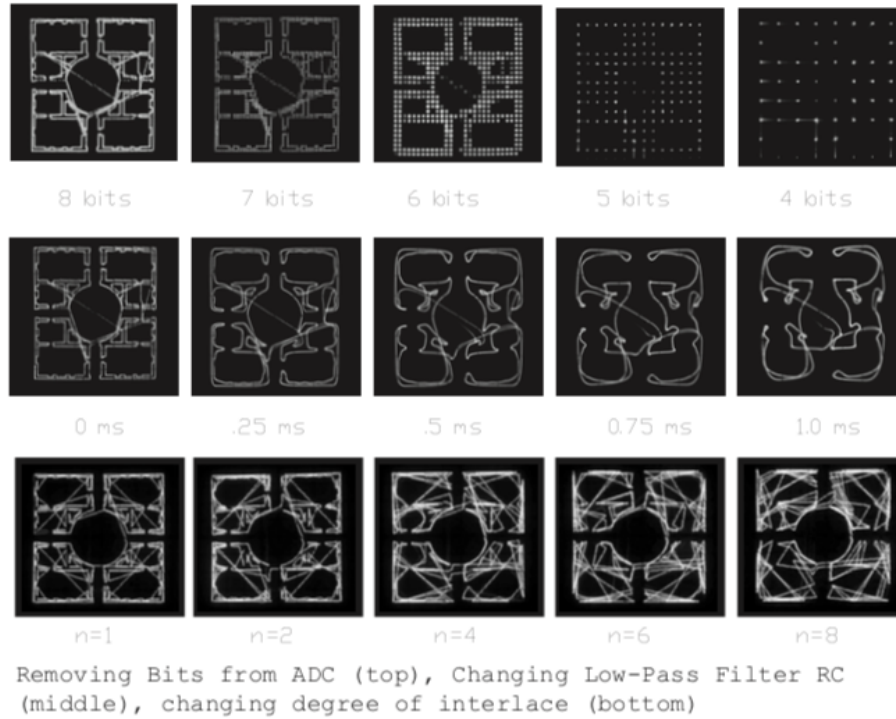 8 bits 7 bits 6 bits 5 bits 4 bits
0 ms .25 ms .5 ms 0.75 ms 1.0 ms
n=1 n=2 n=4 n=6 n=8
Removing Bits from ADC (top), Changing Low-Pass Filter RC
(middle), changing degree of interlace (bottom)